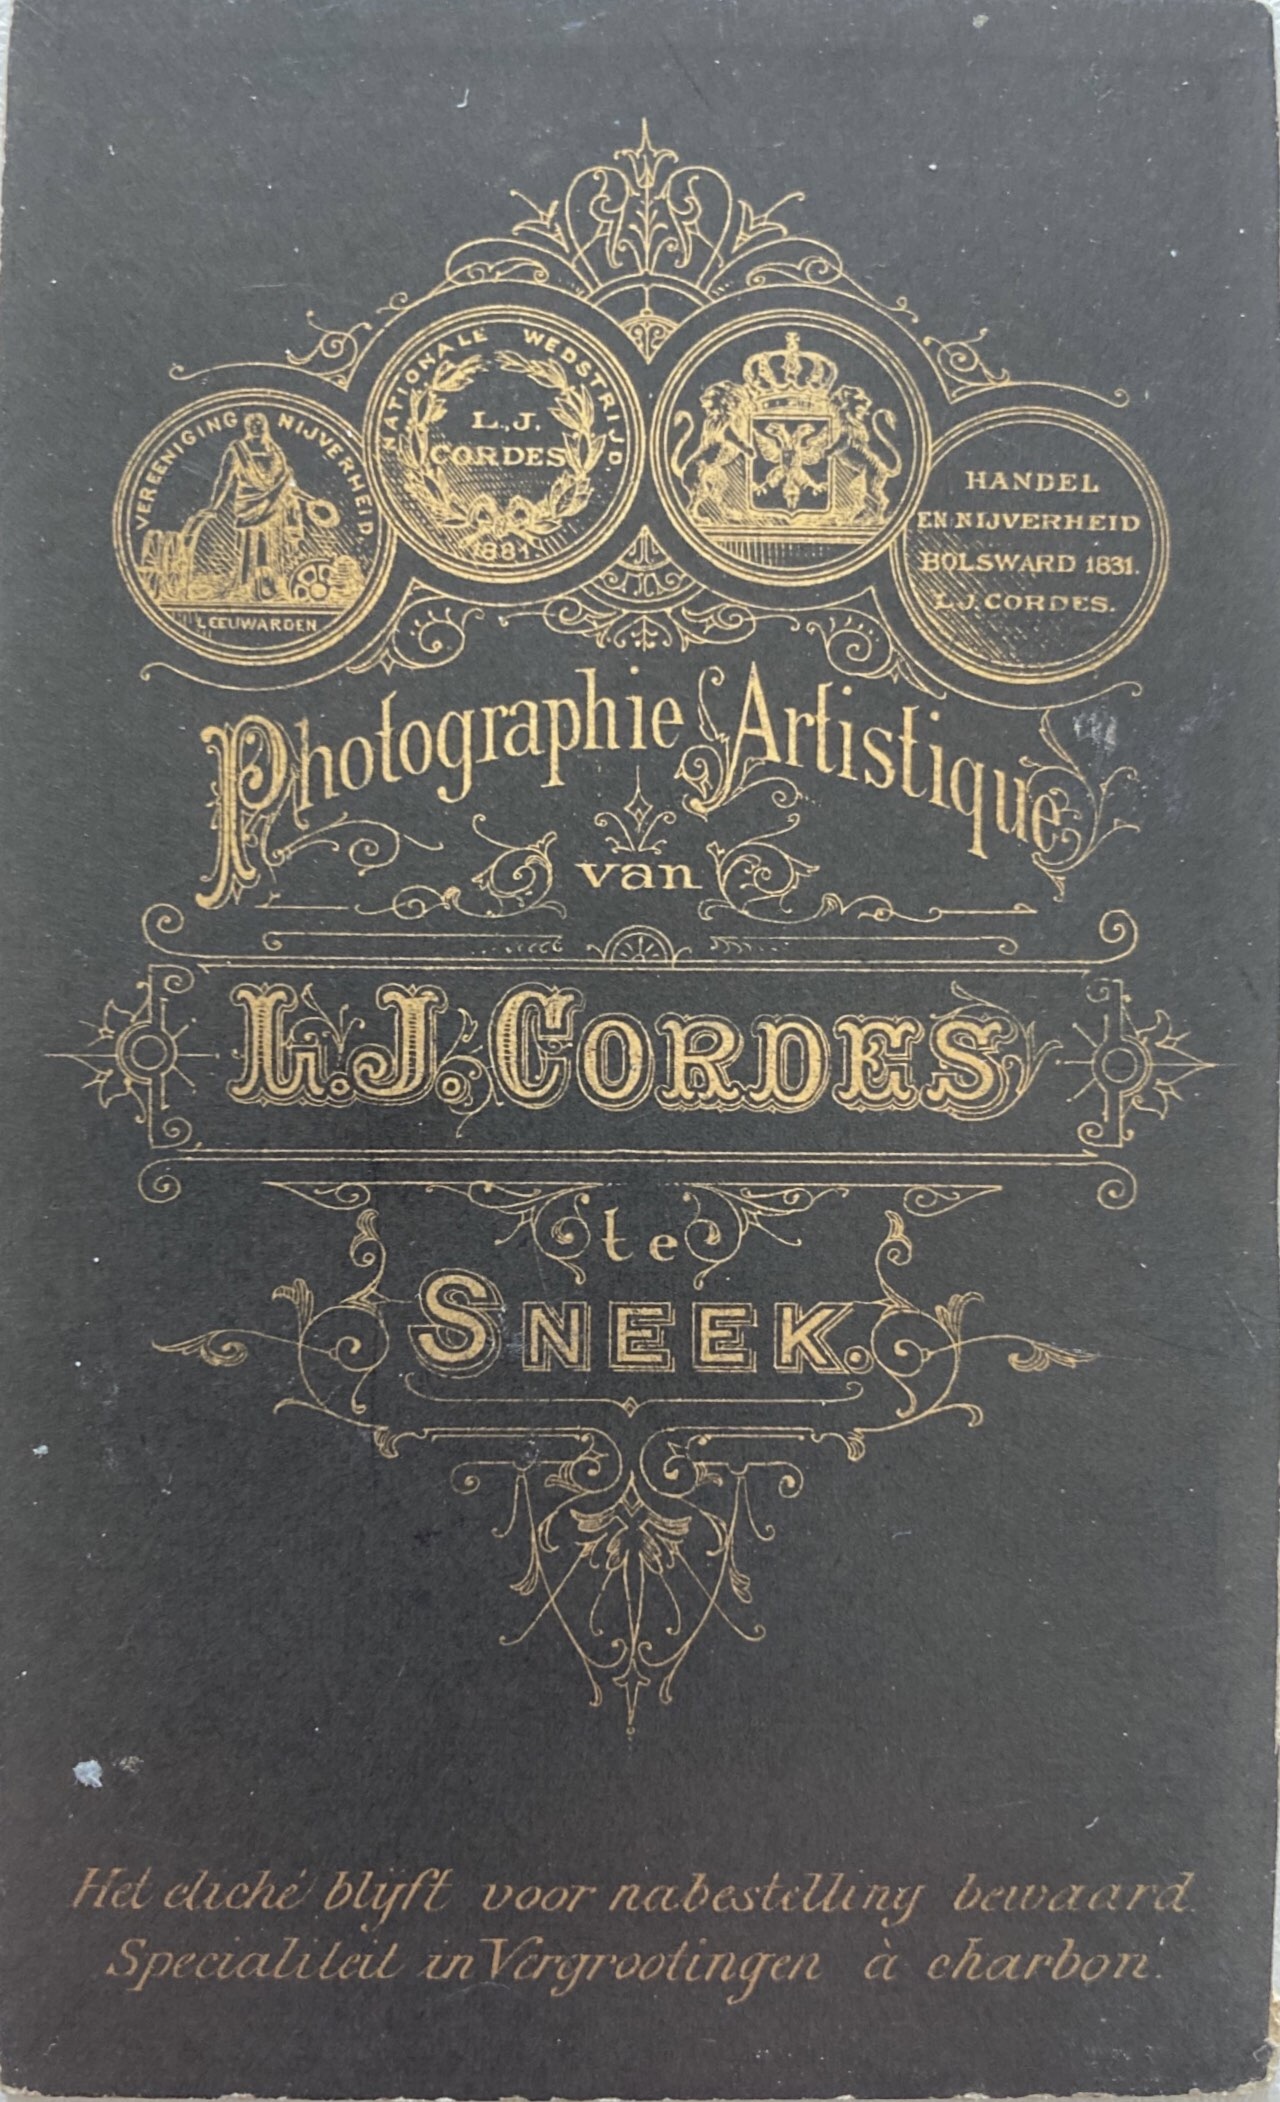 VEREENIGING NIJVERHEID.
LEEUWARDEN
NATIONALE WEDSTRIJD.
L.J.
CORDES
1881
HANDEL
EN NIJVERHEID
BOLSWARD 1831.
L.J. CORDES.
Photographie Artistique
van
L.J. CORDES
te
SNEEK.
Het cliché blijft voor nabestelling bewaard.
Specialiteit in Vergrootingen à charbon.